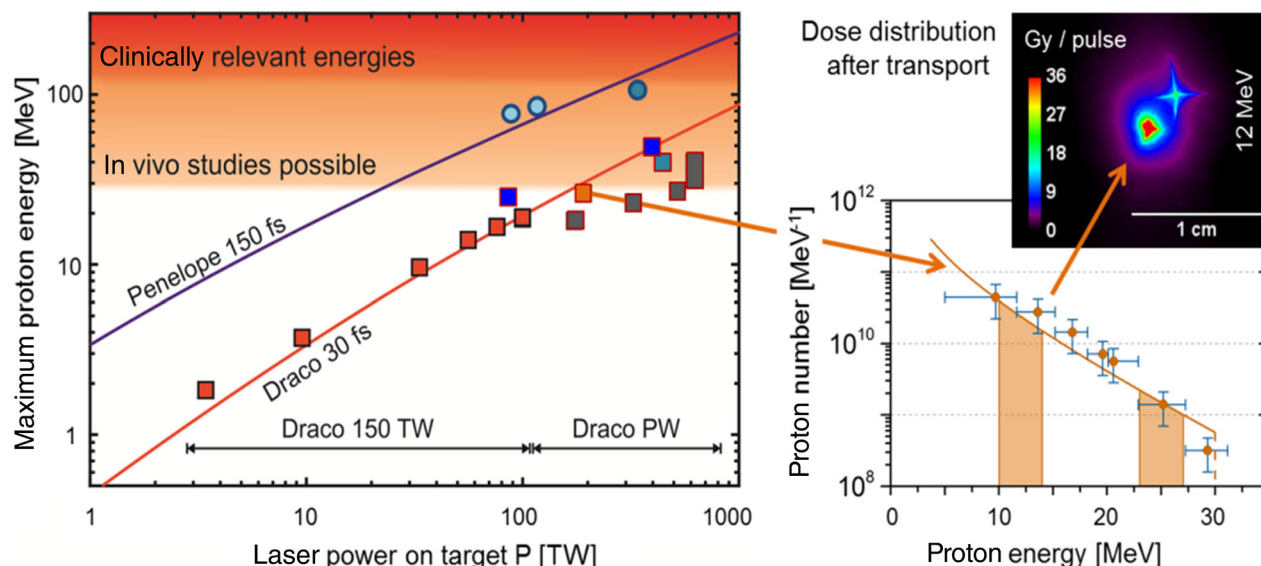 Clinically relevant energies
In vivo studies possible
Penelope 150 fs
Draco 30 fs
Draco 150 TW
Draco PW
Maximum proton energy [MeV]
100
10
1
1
10
100
1000
Laser power on target P [TW]
Dose distribution
after transport
Gy / pulse
36
27
18
9
0
12 MeV
1 cm
Proton number [MeV⁻¹]
10¹²
10¹⁰
10⁸
0
10
20
30
Proton energy [MeV]